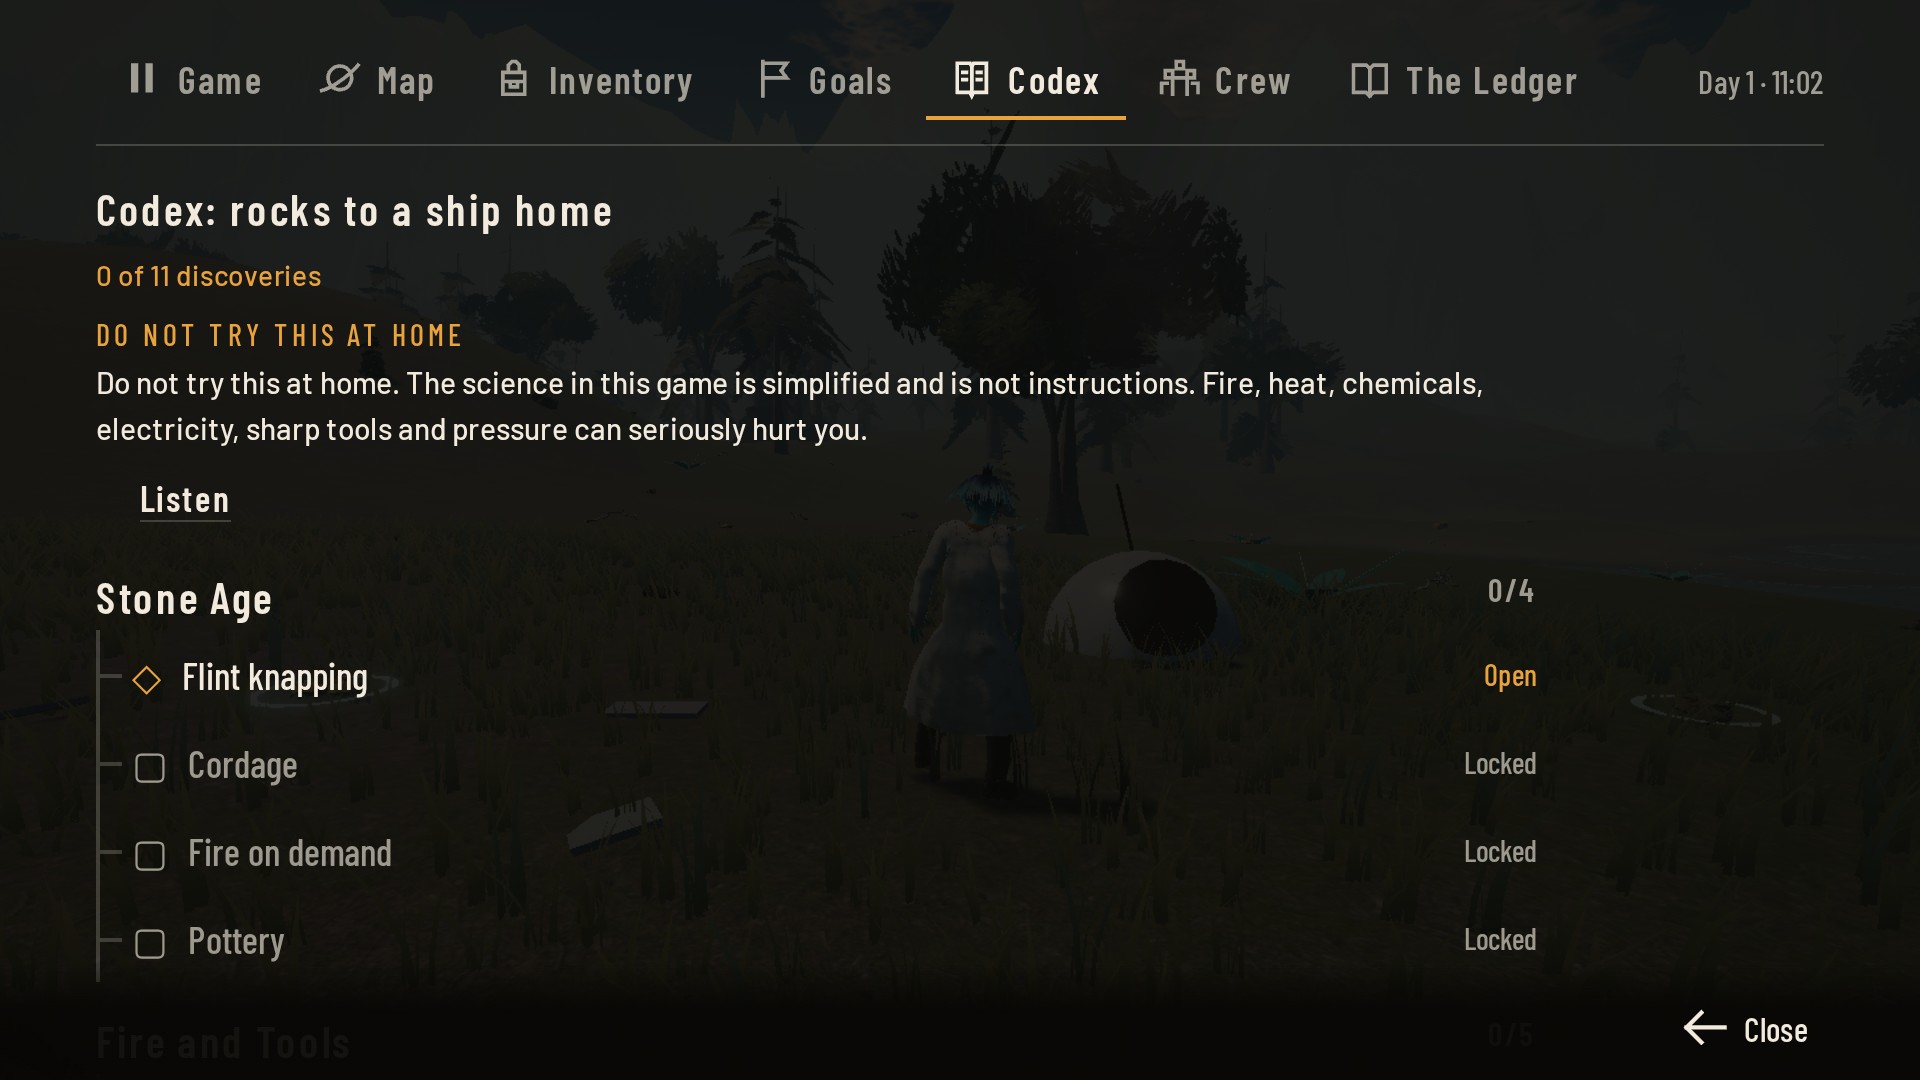 Game Map Inventory Goals Codex Crew The Ledger Day 1 · 11:02
Codex: rocks to a ship home
0 of 11 discoveries
DO NOT TRY THIS AT HOME
Do not try this at home. The science in this game is simplified and is not instructions. Fire, heat, chemicals,
electricity, sharp tools and pressure can seriously hurt you.
Listen
Stone Age 0/4
Flint knapping Open
Cordage Locked
Fire on demand Locked
Pottery Locked
Fire and Tools 0/5
Close